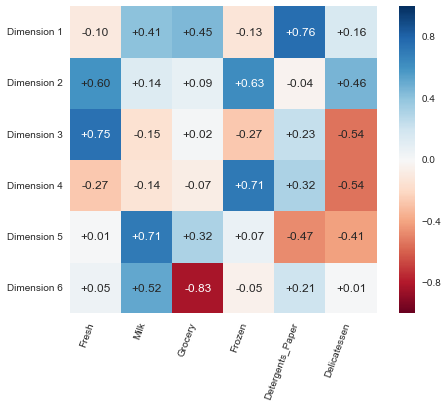 Dimension 1 -0.10 +0.41 +0.45 -0.13 +0.76 +0.16
Dimension 2 +0.60 +0.14 +0.09 +0.63 -0.04 +0.46
Dimension 3 +0.75 -0.15 +0.02 -0.27 +0.23 -0.54
Dimension 4 -0.27 -0.14 -0.07 +0.71 +0.32 -0.54
Dimension 5 +0.01 +0.71 +0.32 +0.07 -0.47 -0.41
Dimension 6 +0.05 +0.52 -0.83 -0.05 +0.21 +0.01
Fresh Milk Grocery Frozen Detergents_Paper Delicatessen
0.8
0.4
0.0
-0.4
-0.8